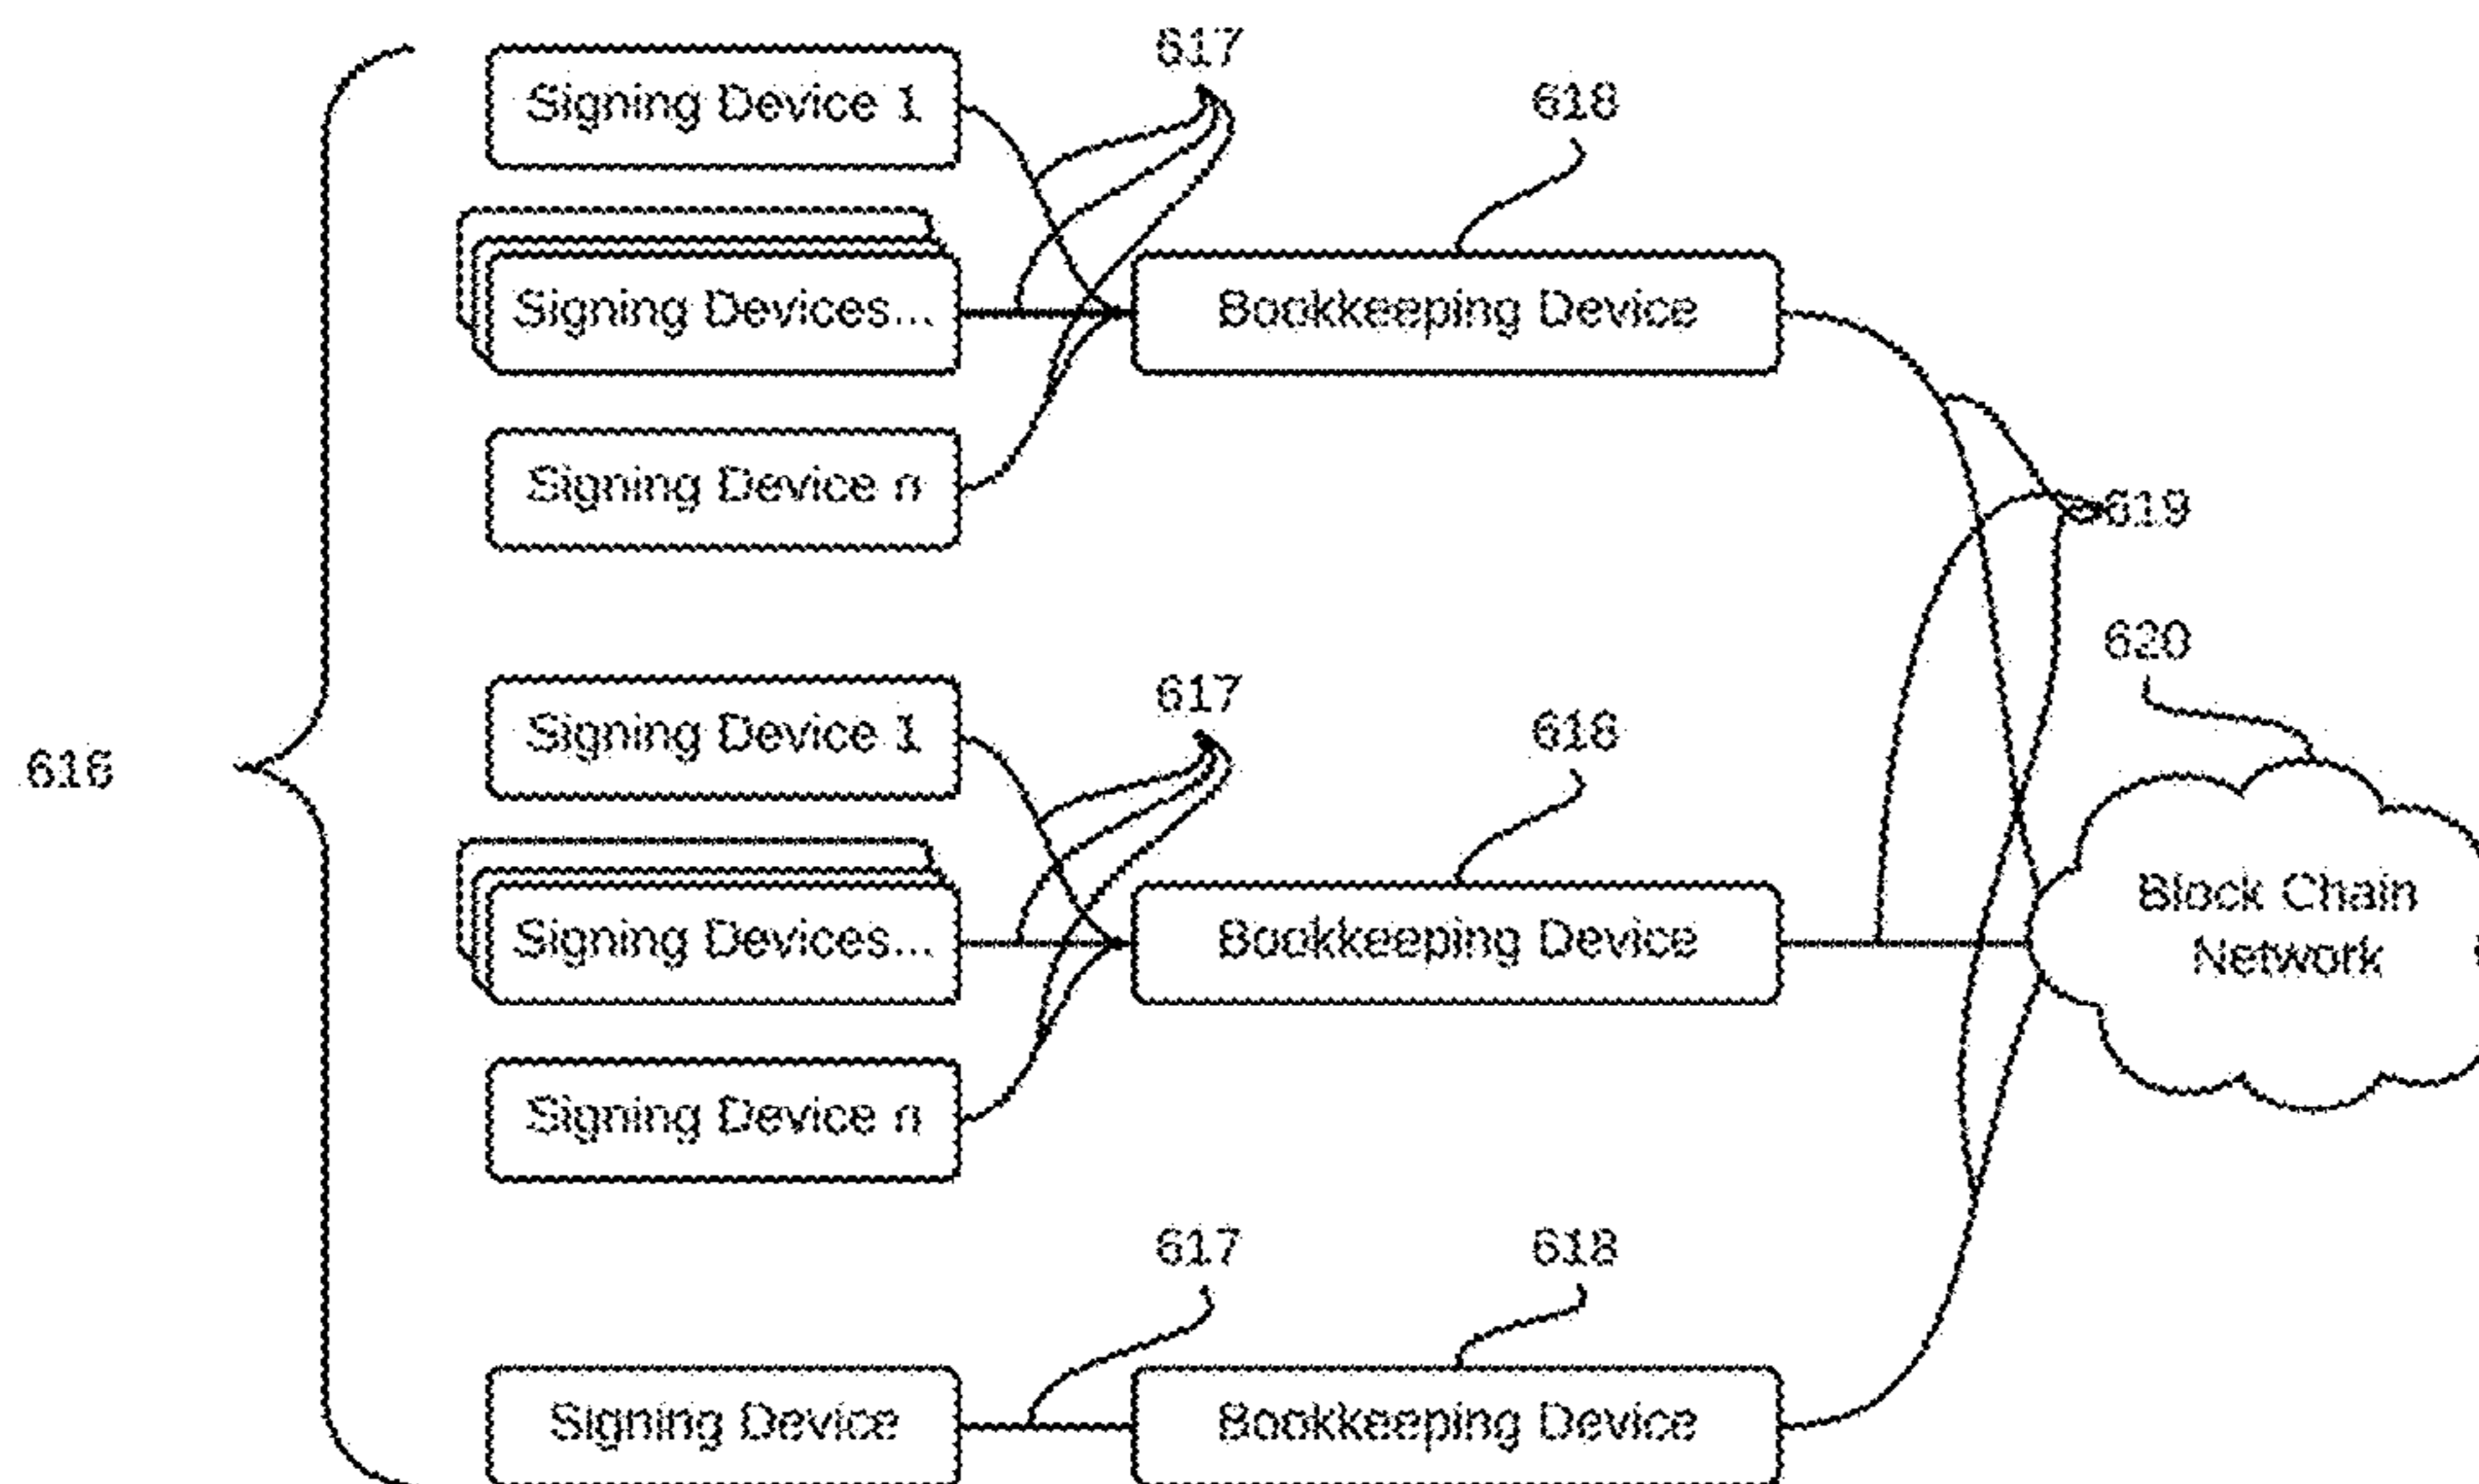 617
Signing Device 1
618
Signing Devices...
Bookkeeping Device
Signing Device n
619
620
617
Signing Device 1
618
616
Block Chain
Network
Signing Devices...
Bookkeeping Device
Signing Device n
617
618
Signing Device
Bookkeeping Device